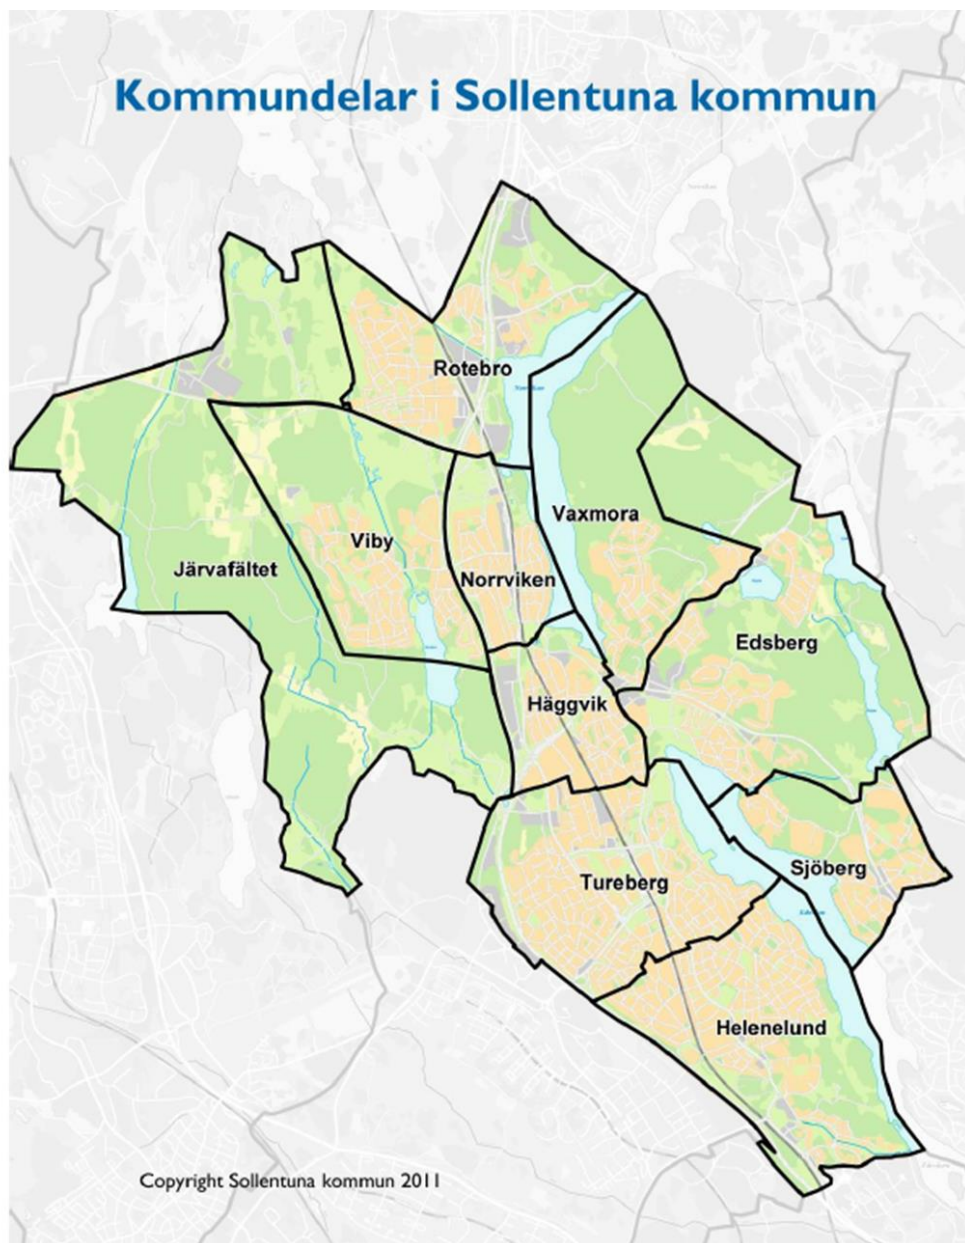 Kommundelar i Sollentuna kommun
Rotebro
Vaxmora
Viby
Järvafältet
Norrviken
Edsberg
Häggvik
Sjöberg
Tureberg
Helenelund
Copyright Sollentuna kommun 2011